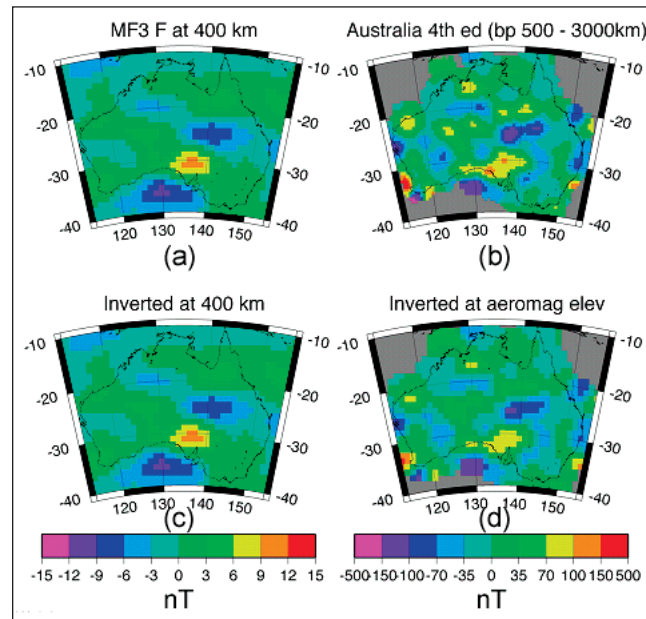 MF3 F at 400 km
Australia 4th ed (bp 500 - 3000km)
-10 -10 -10 -10
-20 -20 -20 -20
-30 -30 -30 -30
-40 -40 -40 -40
120 130 140 150 120 130 140 150
(a) (b)
Inverted at 400 km
Inverted at aeromag elev
-10 -10 -10 -10
-20 -20 -20 -20
-30 -30 -30 -30
-40 -40 -40 -40
120 130 140 150 120 130 140 150
(c) (d)
-15 -12 -9 -6 -3 0 3 6 9 12 15
-500 -150 -100 -70 -35 0 35 70 100 150 500
nT nT